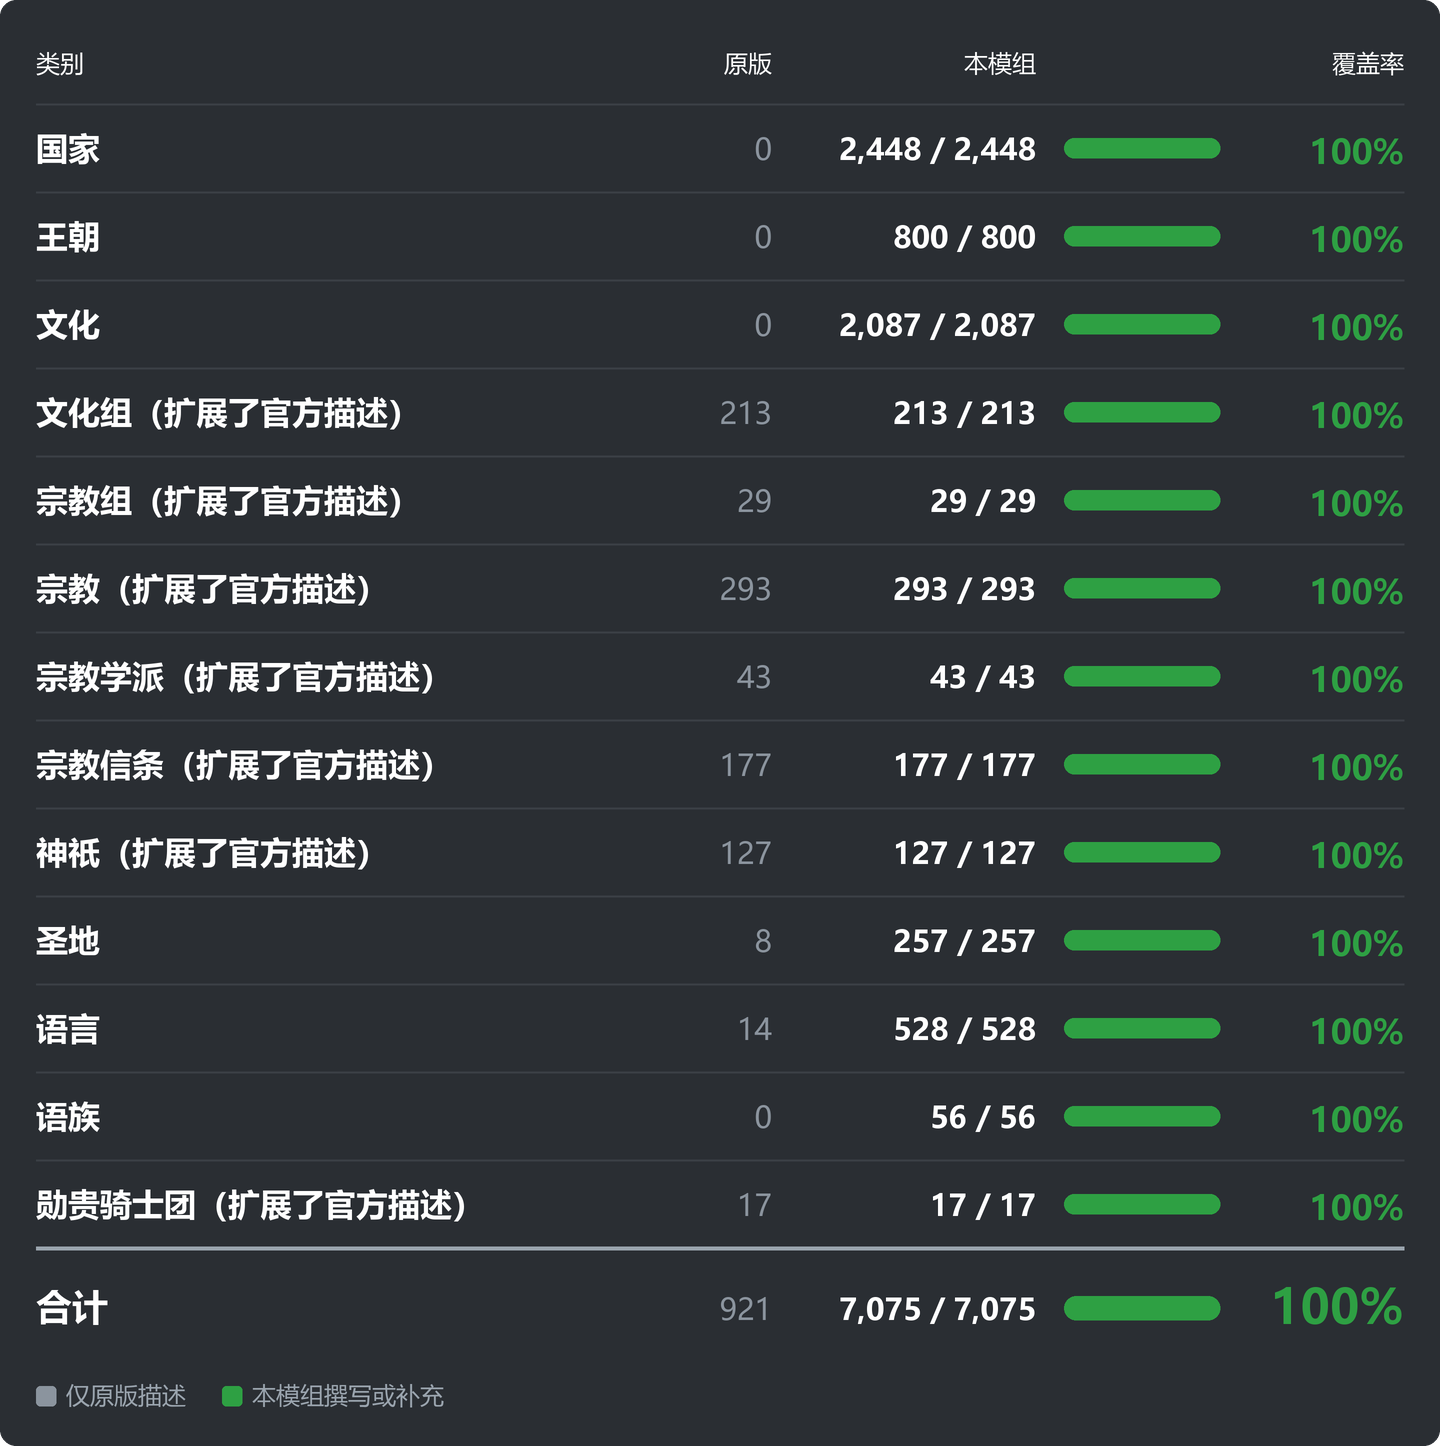 类别 原版 本模组 覆盖率
国家 0 2,448 / 2,448 100%
王朝 0 800 / 800 100%
文化 0 2,087 / 2,087 100%
文化组（扩展了官方描述） 213 213 / 213 100%
宗教组（扩展了官方描述） 29 29 / 29 100%
宗教（扩展了官方描述） 293 293 / 293 100%
宗教学派（扩展了官方描述） 43 43 / 43 100%
宗教信条（扩展了官方描述） 177 177 / 177 100%
神祇（扩展了官方描述） 127 127 / 127 100%
圣地 8 257 / 257 100%
语言 14 528 / 528 100%
语族 0 56 / 56 100%
勋贵骑士团（扩展了官方描述） 17 17 / 17 100%
合计 921 7,075 / 7,075 100%
仅原版描述 本模组撰写或补充